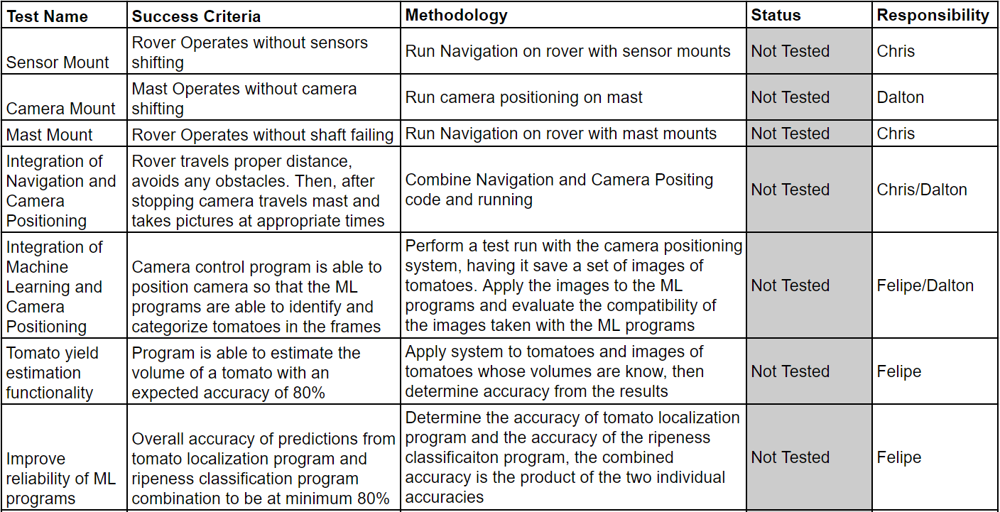 Test Name Success Criteria Methodology Status Responsibility
Sensor Mount
Rover Operates without sensors
shifting
Run Navigation on rover with sensor mounts
Not Tested
Chris
Camera Mount
Mast Operates without camera
shifting
Run camera positioning on mast
Not Tested
Dalton
Mast Mount
Rover Operates without shaft failing
Run Navigation on rover with mast mounts
Not Tested
Chris
Integration of
Navigation and
Camera
Positioning
Rover travels proper distance,
avoids any obstacles. Then, after
stopping camera travels mast and
takes pictures at appropriate times
Combine Navigation and Camera Positing
code and running
Not Tested
Chris/Dalton
Integration of
Machine
Learning and
Camera
Positioning
Camera control program is able to
position camera so that the ML
programs are able to identify and
categorize tomatoes in the frames
Perform a test run with the camera positioning
system, having it save a set of images of
tomatoes. Apply the images to the ML
programs and evaluate the compatibility of
the images taken with the ML programs
Not Tested
Felipe/Dalton
Tomato yield
estimation
functionality
Program is able to estimate the
volume of a tomato with an
expected accuracy of 80%
Apply system to tomatoes and images of
tomatoes whose volumes are know, then
determine accuracy from the results
Not Tested
Felipe
Improve
reliability of ML
programs
Overall accuracy of predictions from
tomato localization program and
ripeness classification program
combination to be at minimum 80%
Determine the accuracy of tomato localization
program and the accuracy of the ripeness
classificaiton program, the combined
accuracy is the product of the two individual
accuracies
Not Tested
Felipe